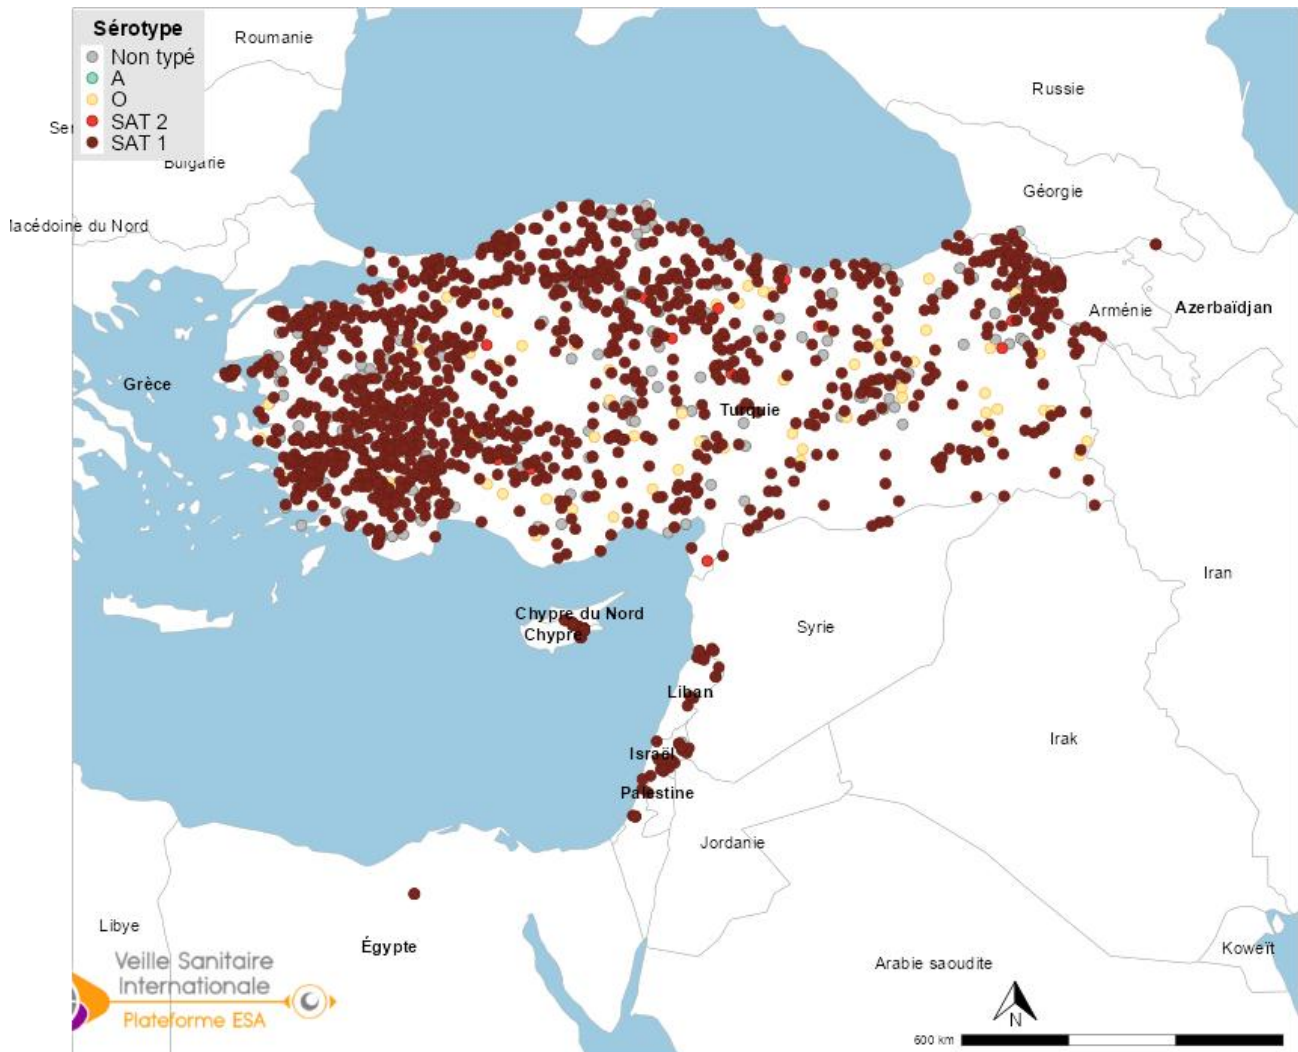 Sérotype
Non typé
A
O
SAT 2
SAT 1
Roumanie
Russie
Ser
Bulgarie
Géorgie
lacédoine du Nord
Arménie
Azerbaïdjan
Grèce
Turquie
Iran
Chypre du Nord
Chypre
Syrie
Liban
Irak
Israël
Palestine
Jordanie
Libye
Égypte
Koweït
Arabie saoudite
Veille Sanitaire
Internationale
Plateforme ESA
N
600 km